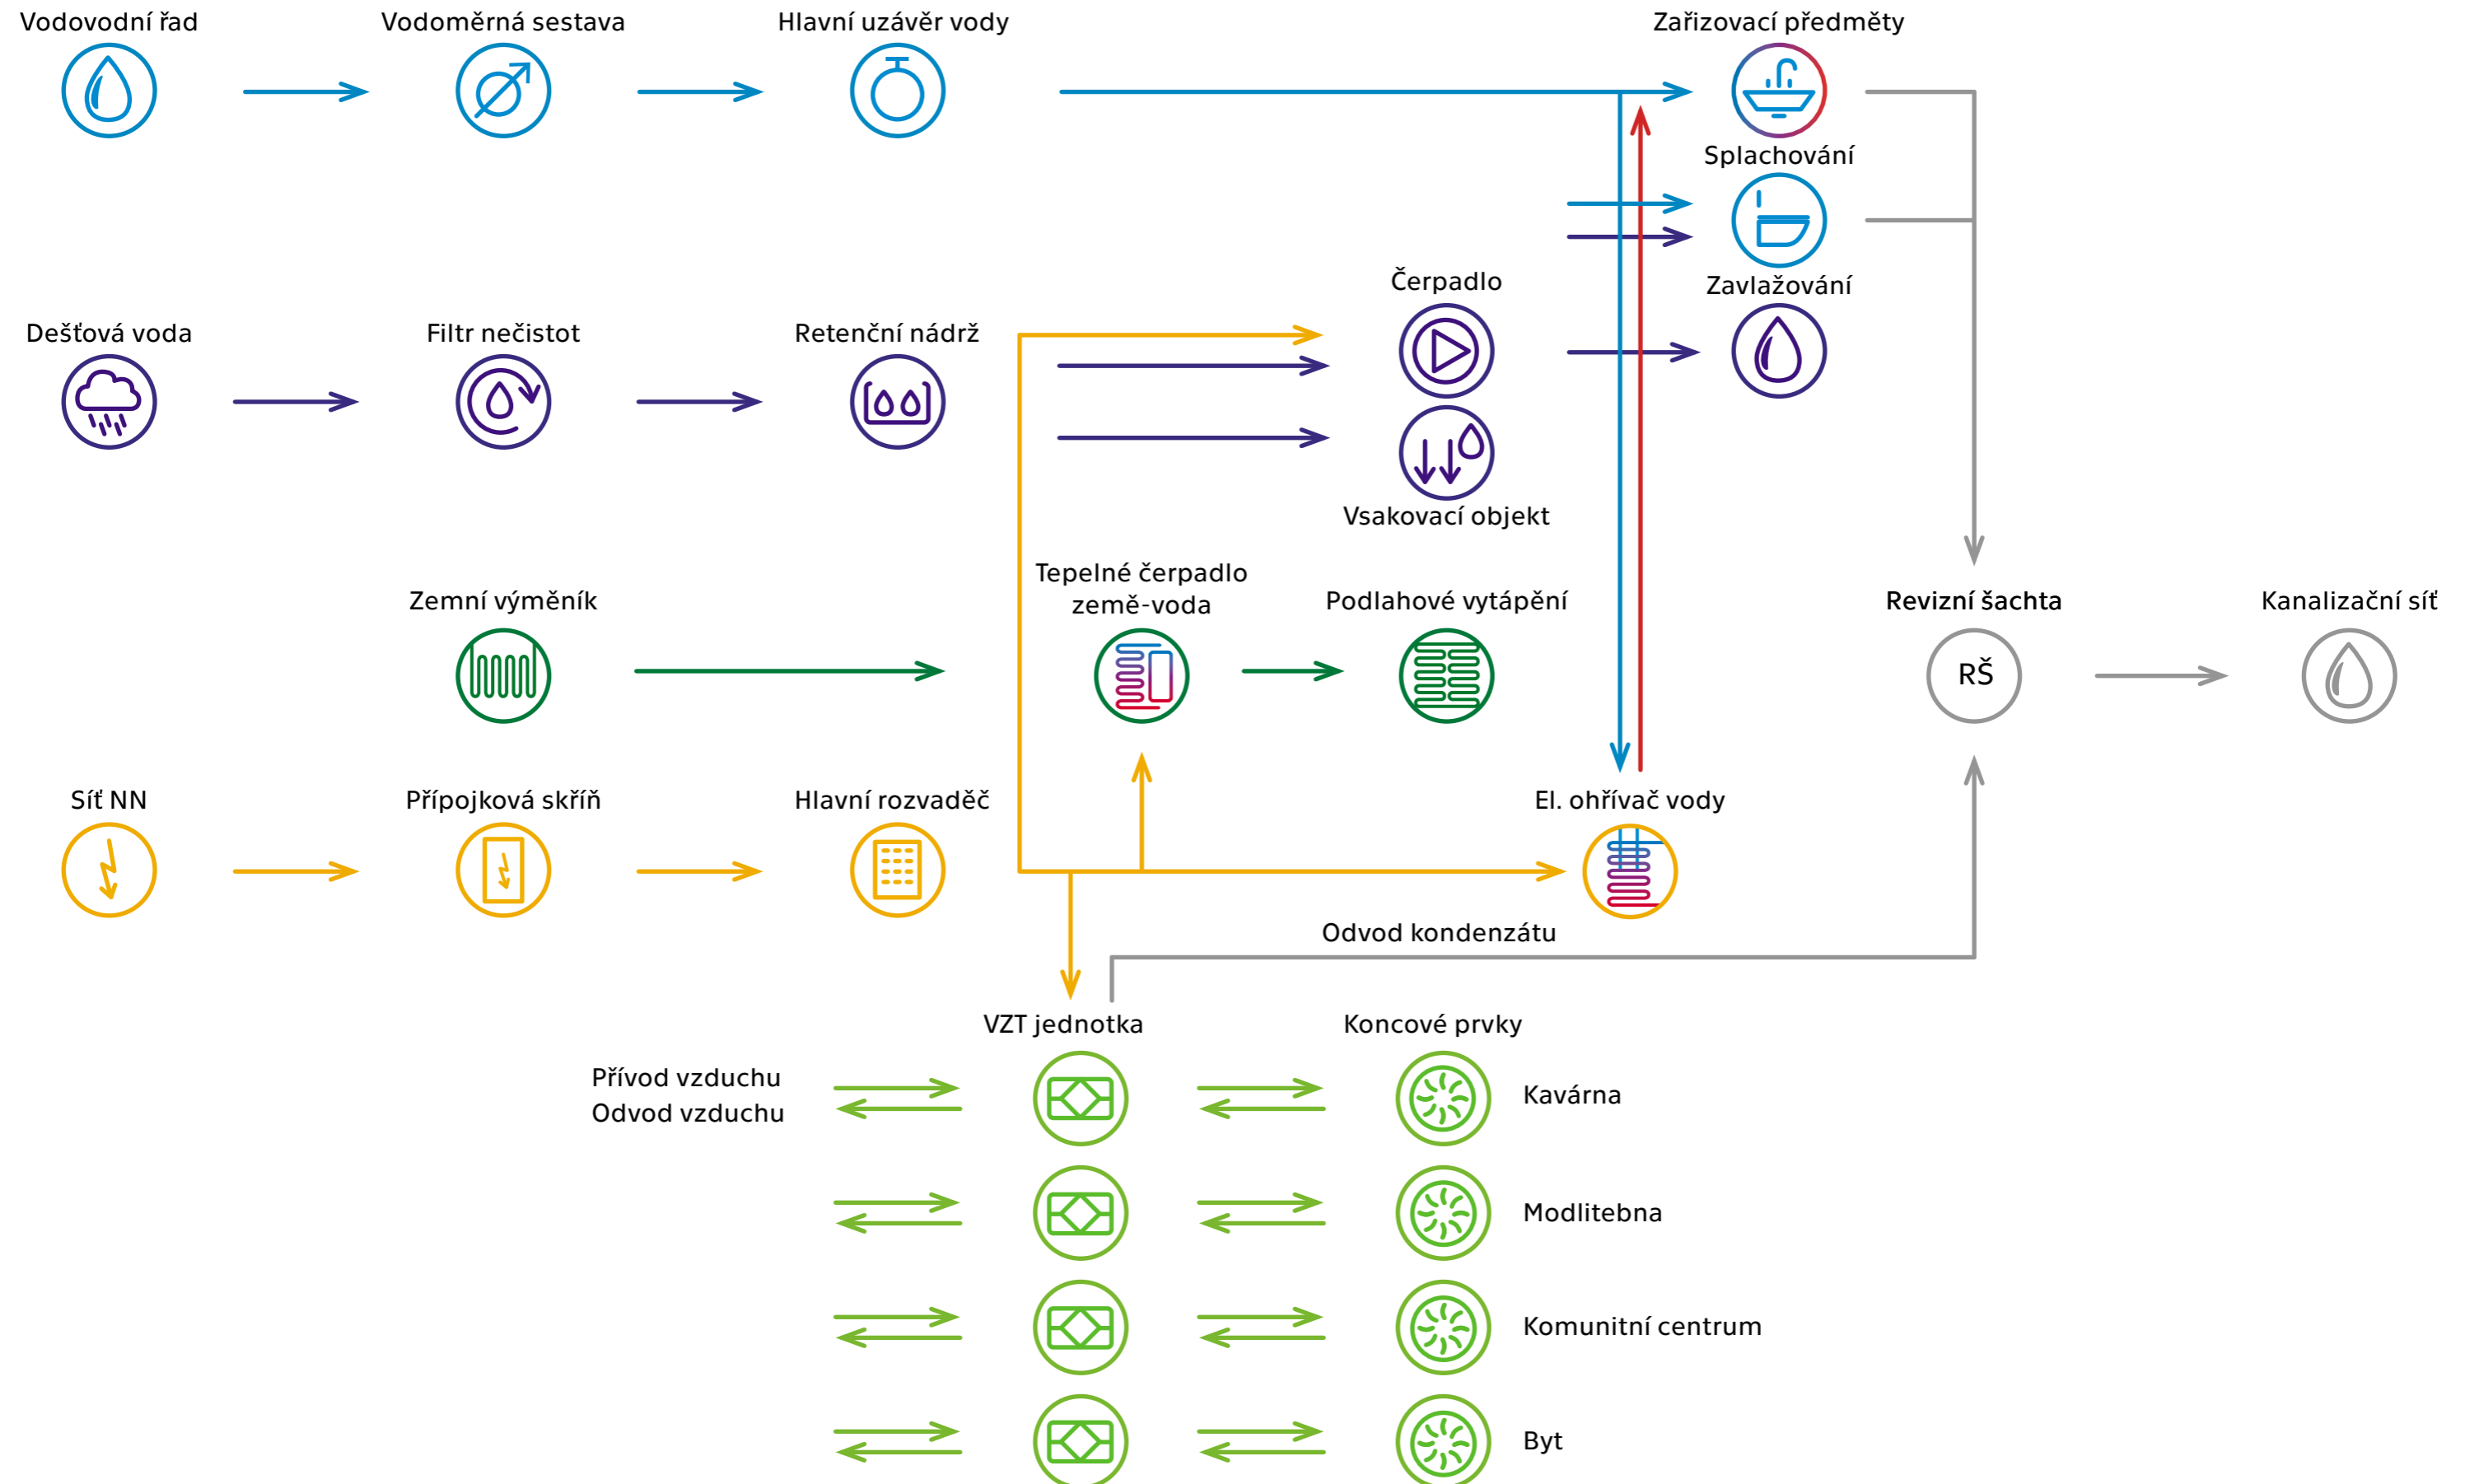 Vodovodní řad
Vodoměrná sestava
Hlavní uzávěr vody
Zařizovací předměty
Splachování
Zavlažování
Čerpadlo
Dešťová voda
Filtr nečistot
Retenční nádrž
Vsakovací objekt
Zemní výměník
Tepelné čerpadlo
země-voda
Podlahové vytápění
Revizní šachta
RŠ
Kanalizační síť
Síť NN
Přípojková skříň
Hlavní rozvaděč
El. ohřívač vody
Odvod kondenzátu
VZT jednotka
Koncové prvky
Přívod vzduchu
Odvod vzduchu
Kavárna
Modlitebna
Komunitní centrum
Byt